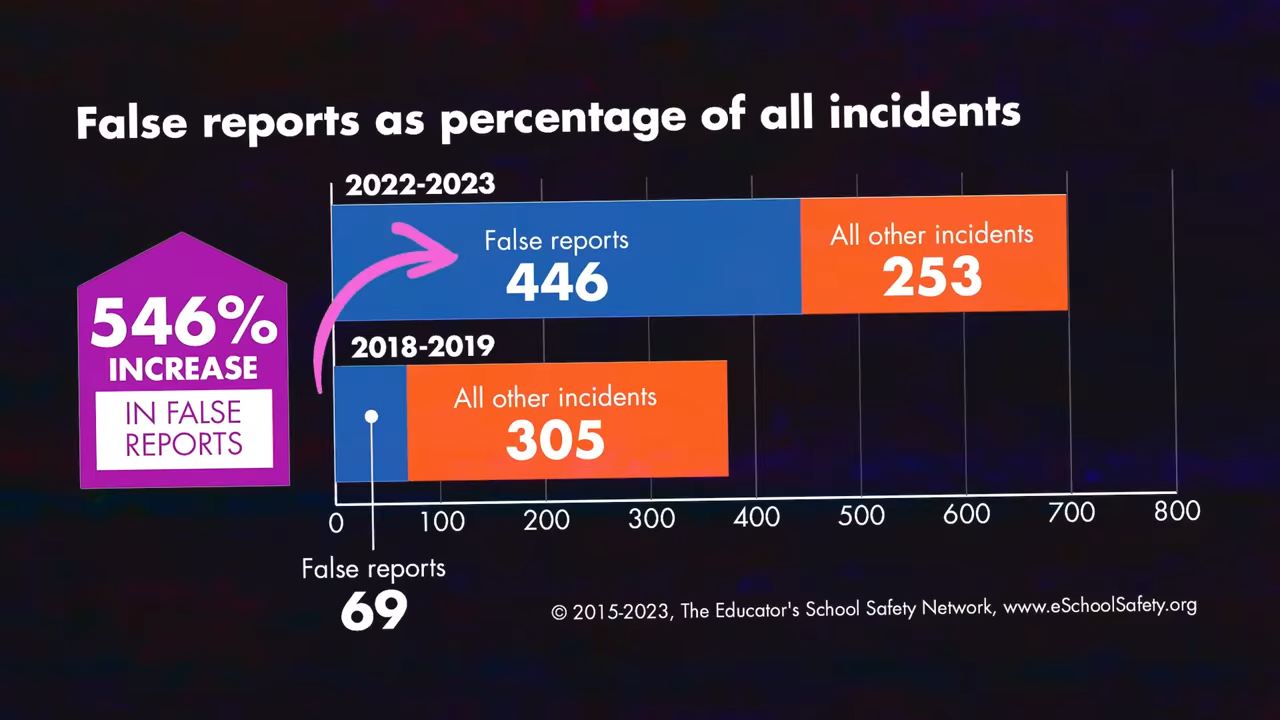 False reports as percentage of all incidents
2022-2023
False reports
446
All other incidents
253
546%
INCREASE
IN FALSE
REPORTS
2018-2019
All other incidents
305
0 100 200 300 400 500 600 700 800
False reports
69
© 2015-2023, The Educator's School Safety Network, www.eSchoolSafety.org